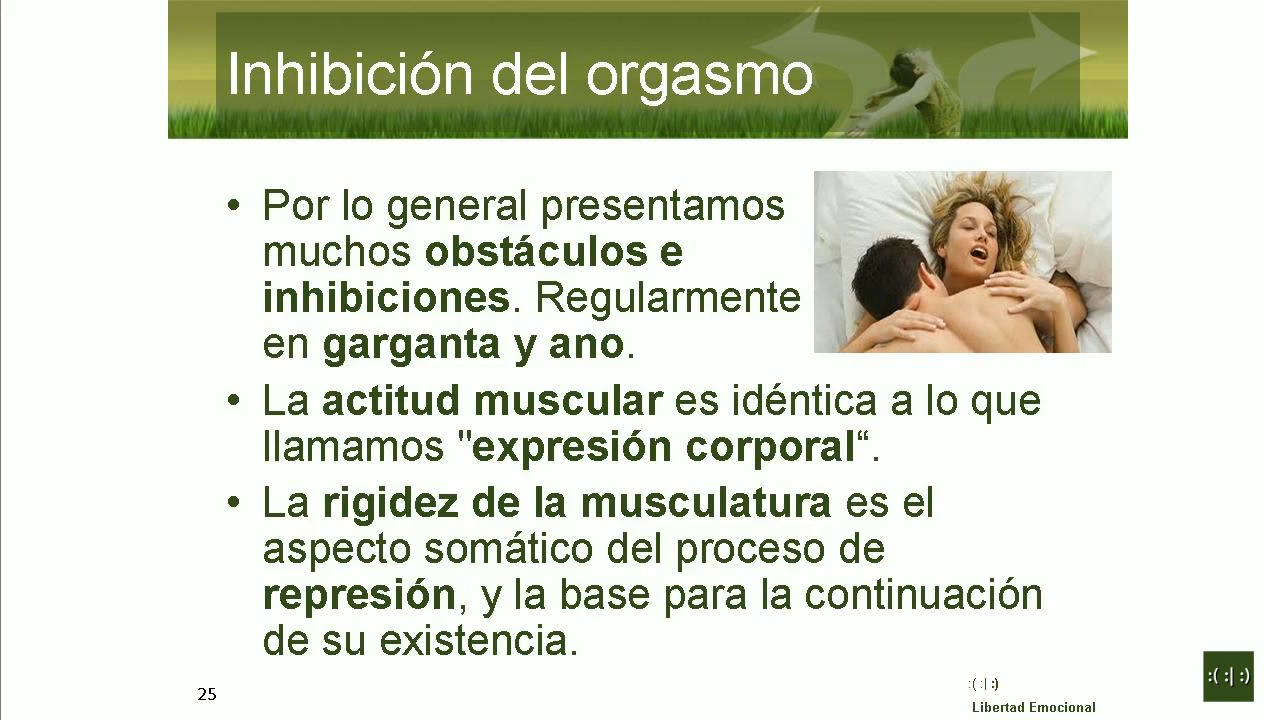 Inhibición del orgasmo
• Por lo general presentamos
muchos obstáculos e
inhibiciones. Regularmente
en garganta y ano.
• La actitud muscular es idéntica a lo que
llamamos "expresión corporal“.
• La rigidez de la musculatura es el
aspecto somático del proceso de
represión, y la base para la continuación
de su existencia.
25
:( :| :)
Libertad Emocional
:( :| :)